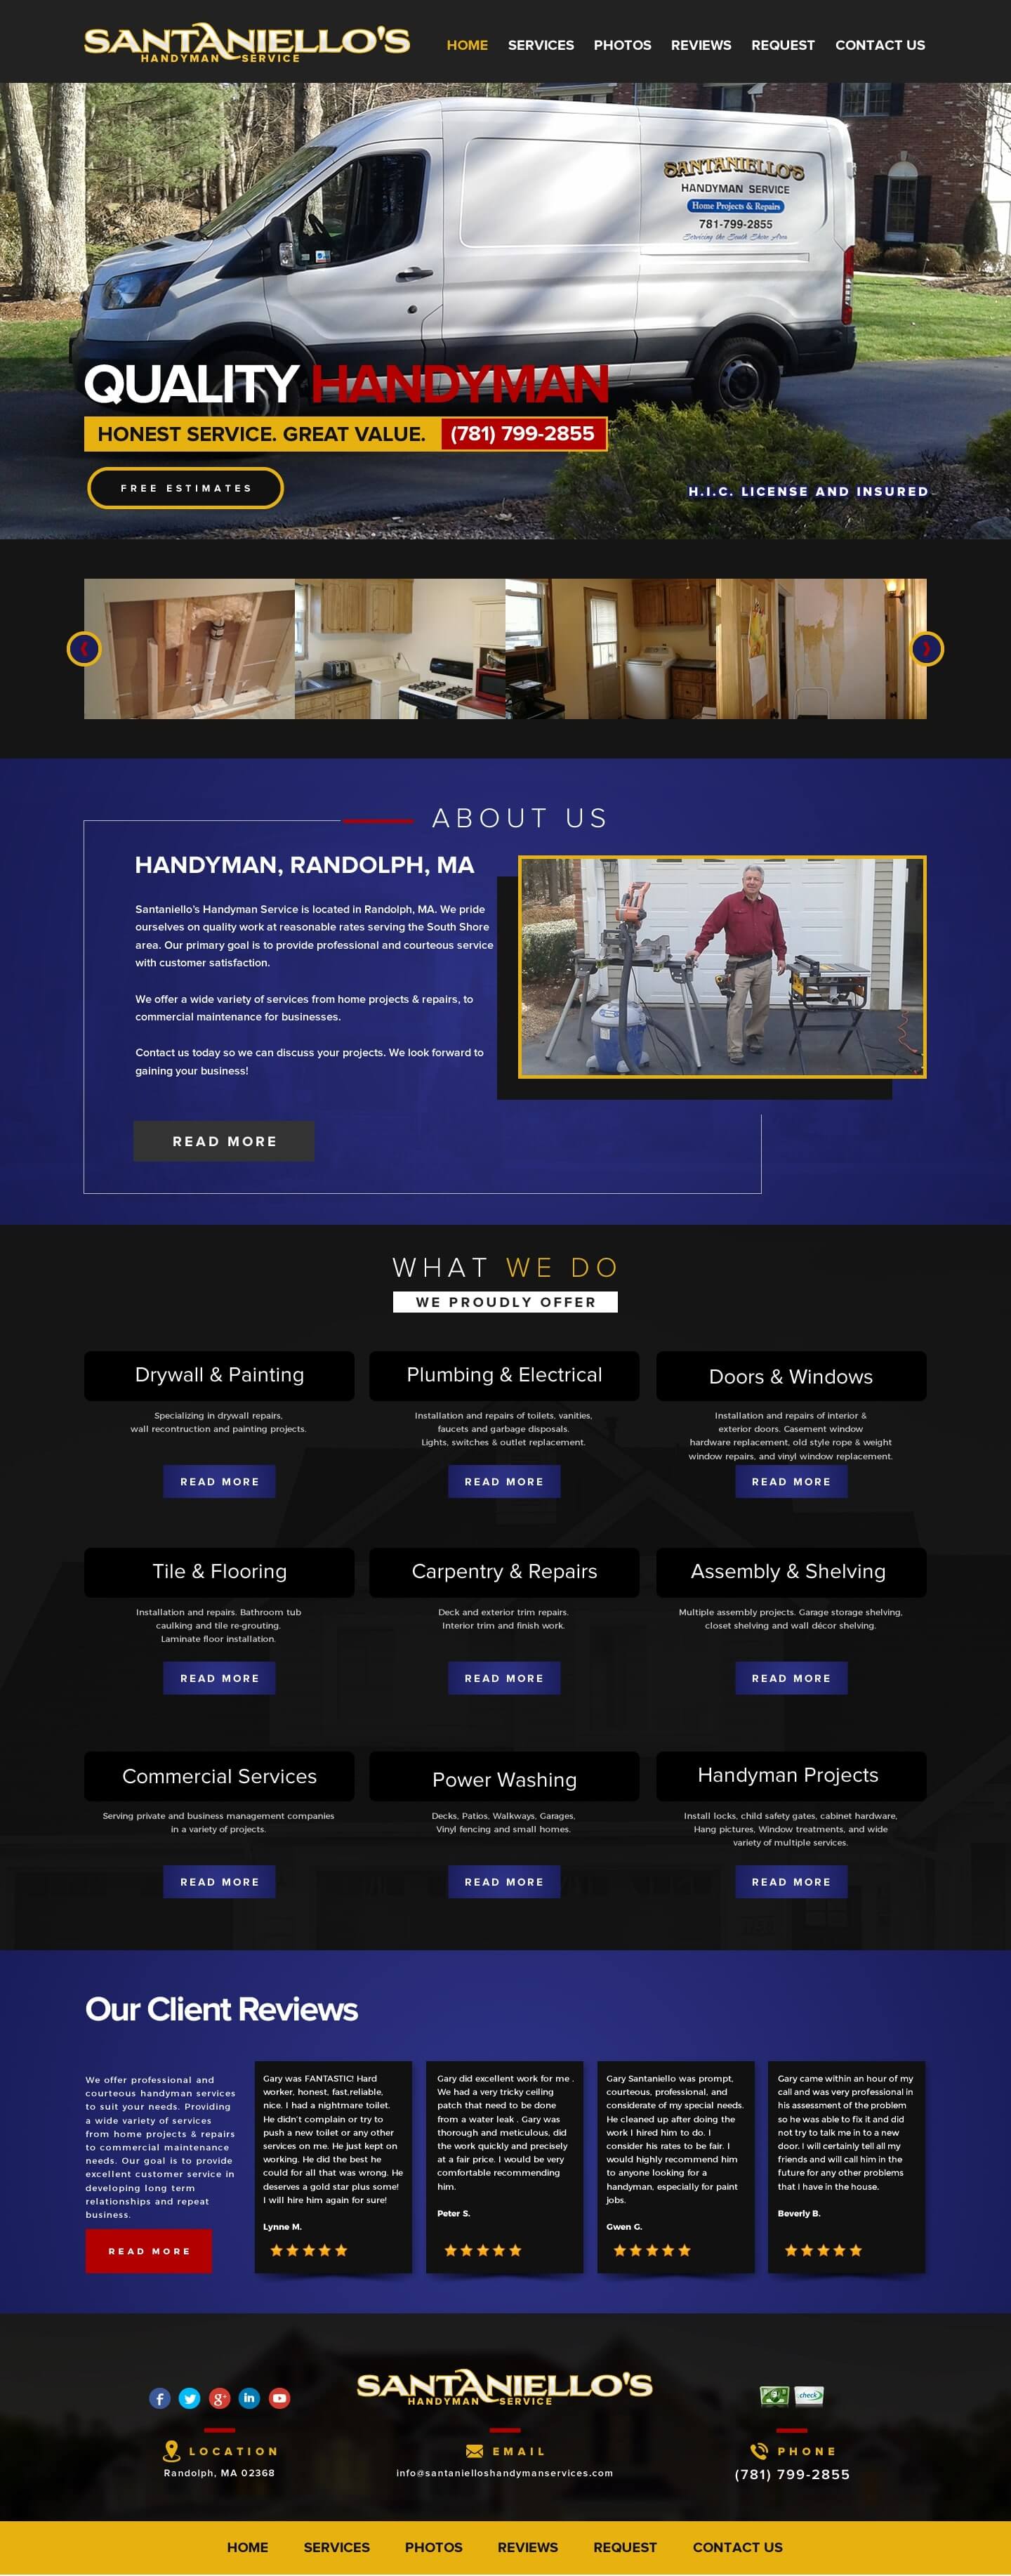 SANTANIELLO'S
HANDYMAN SERVICE
HOME SERVICES PHOTOS REVIEWS REQUEST CONTACT US
SANTANIELLO'S
HANDYMAN SERVICE
Home Projects & Repairs
781-799-2855
Servicing the South Shore Area
QUALITY HANDYMAN
HONEST SERVICE. GREAT VALUE. (781) 799-2855
FREE ESTIMATES
H.I.C. LICENSE AND INSURED
ABOUT US
HANDYMAN, RANDOLPH, MA
Santaniello's Handyman Service is located in Randolph, MA. We pride
ourselves on quality work at reasonable rates serving the South Shore
area. Our primary goal is to provide professional and courteous service
with customer satisfaction.
We offer a wide variety of services from home projects & repairs, to
commercial maintenance for businesses.
Contact us today so we can discuss your projects. We look forward to
gaining your business!
READ MORE
WHAT WE DO
WE PROUDLY OFFER
Drywall & Painting
Specializing in drywall repairs,
wall recontruction and painting projects.
READ MORE
Plumbing & Electrical
Installation and repairs of toilets, vanities,
faucets and garbage disposals.
Lights, switches & outlet replacement.
READ MORE
Doors & Windows
Installation and repairs of interior &
exterior doors. Casement window
hardware replacement, old style rope & weight
window repairs, and vinyl window replacement.
READ MORE
Tile & Flooring
Installation and repairs. Bathroom tub
caulking and tile re-grouting.
Laminate floor installation.
READ MORE
Carpentry & Repairs
Deck and exterior trim repairs.
Interior trim and finish work.
READ MORE
Assembly & Shelving
Multiple assembly projects. Garage storage shelving,
closet shelving and wall décor shelving.
READ MORE
Commercial Services
Serving private and business management companies
in a variety of projects.
READ MORE
Power Washing
Decks, Patios, Walkways, Garages,
Vinyl fencing and small homes.
READ MORE
Handyman Projects
Install locks, child safety gates, cabinet hardware,
Hang pictures, Window treatments, and wide
variety of multiple services.
READ MORE
Our Client Reviews
We offer professional and
courteous handyman services
to suit your needs. Providing
a wide variety of services
from home projects & repairs
to commercial maintenance
needs. Our goal is to provide
excellent customer service in
developing long term
relationships and repeat
business.
READ MORE
Gary was FANTASTIC! Hard
worker, honest, fast,reliable,
nice. I had a nightmare toilet.
He didn't complain or try to
push a new toilet or any other
services on me. He just kept on
working. He did the best he
could for all that was wrong. He
deserves a gold star plus some!
I will hire him again for sure!
Lynne M.
Gary did excellent work for me .
We had a very tricky ceiling
patch that need to be done
from a water leak . Gary was
thorough and meticulous, did
the work quickly and precisely
at a fair price. I would be very
comfortable recommending
him.
Peter S.
Gary Santaniello was prompt,
courteous, professional, and
considerate of my special needs.
He cleaned up after doing the
work I hired him to do. I
consider his rates to be fair. I
would highly recommend him
to anyone looking for a
handyman, especially for paint
jobs.
Gwen G.
Gary came within an hour of my
call and was very professional in
his assessment of the problem
so he was able to fix it and did
not try to talk me in to a new
door. I will certainly tell all my
friends and will call him in the
future for any other problems
that I have in the house.
Beverly B.
SANTANIELLO'S
HANDYMAN SERVICE
check
LOCATION
Randolph, MA 02368
EMAIL
info@santanielloshandymanservices.com
PHONE
(781) 799-2855
HOME SERVICES PHOTOS REVIEWS REQUEST CONTACT US